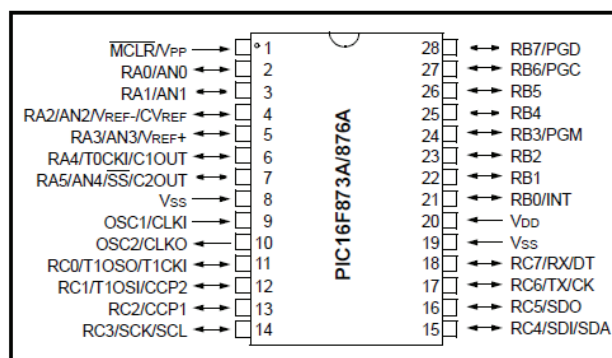 MCLR/VPP 1 28 RB7/PGD
RA0/AN0 2 27 RB6/PGC
RA1/AN1 3 26 RB5
RA2/AN2/VREF-/CVREF 4 25 RB4
RA3/AN3/VREF+ 5 24 RB3/PGM
RA4/T0CKI/C1OUT 6 23 RB2
RA5/AN4/SS/C2OUT 7 22 RB1
VSS 8 21 RB0/INT
OSC1/CLKI 9 20 VDD
OSC2/CLKO 10 19 VSS
RC0/T1OSO/T1CKI 11 18 RC7/RX/DT
RC1/T1OSI/CCP2 12 17 RC6/TX/CK
RC2/CCP1 13 16 RC5/SDO
RC3/SCK/SCL 14 15 RC4/SDI/SDA
PIC16F873A/876A